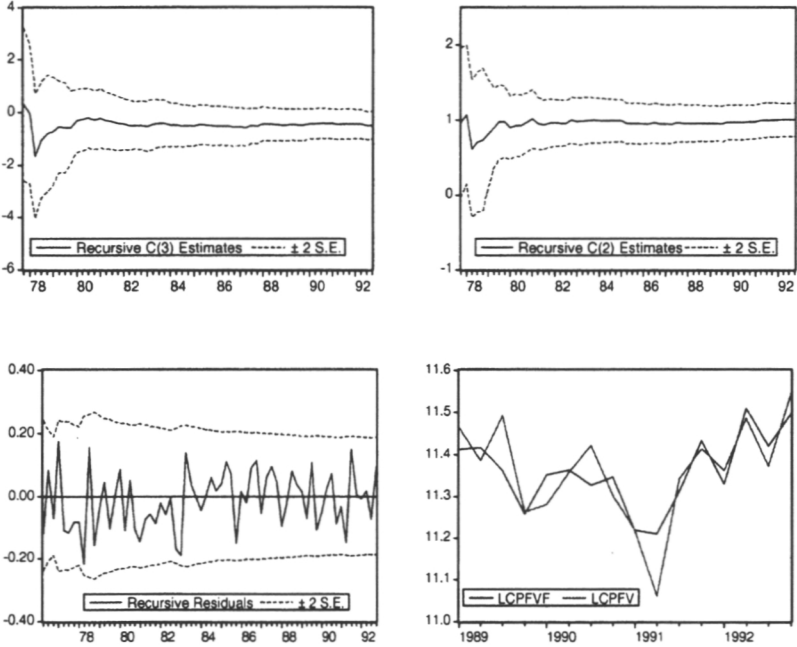 4
2
0
-2
-4
-6
Recursive C(3) Estimates ± 2 S.E.
78 80 82 84 86 88 90 92
2
1
0
-1
Recursive C(2) Estimates ± 2 S.E.
78 80 82 84 86 88 90 92
0.40
0.20
0.00
-0.20
-0.40
Recursive Residuals ± 2 S.E.
78 80 82 84 86 88 90 92
11.6
11.5
11.4
11.3
11.2
11.1
11.0
LCPFVF LCPFV
1989 1990 1991 1992